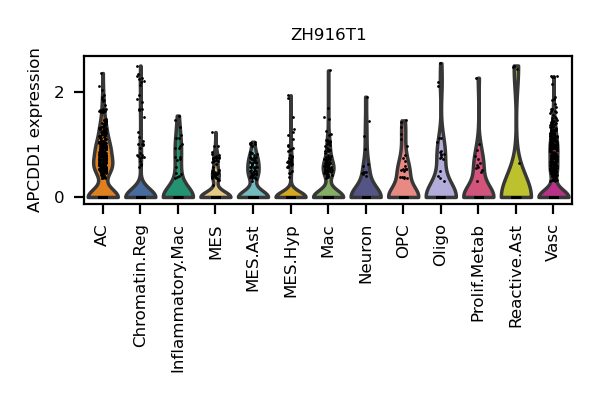 ZH916T1
APCDD1 expression
2
0
AC
Chromatin.Reg
Inflammatory.Mac
MES
MES.Ast
MES.Hyp
Mac
Neuron
OPC
Oligo
Prolif.Metab
Reactive.Ast
Vasc